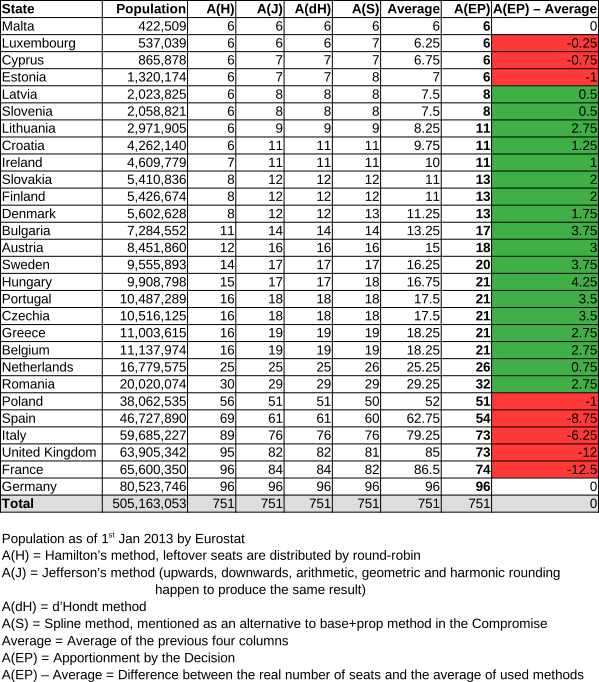 State Population A(H) A(J) A(dH) A(S) Average A(EP) A(EP) – Average
Malta 422,509 6 6 6 6 6 6 0
Luxembourg 537,039 6 6 6 7 6.25 6 -0.25
Cyprus 865,878 6 7 7 7 6.75 6 -0.75
Estonia 1,320,174 6 7 7 8 7 6 -1
Latvia 2,023,825 6 8 8 8 7.5 8 0.5
Slovenia 2,058,821 6 8 8 8 7.5 8 0.5
Lithuania 2,971,905 6 9 9 9 8.25 11 2.75
Croatia 4,262,140 6 11 11 11 9.75 11 1.25
Ireland 4,609,779 7 11 11 11 10 11 1
Slovakia 5,410,836 8 12 12 12 11 13 2
Finland 5,426,674 8 12 12 12 11 13 2
Denmark 5,602,628 8 12 12 13 11.25 13 1.75
Bulgaria 7,284,552 11 14 14 14 13.25 17 3.75
Austria 8,451,860 12 16 16 16 15 18 3
Sweden 9,555,893 14 17 17 17 16.25 20 3.75
Hungary 9,908,798 15 17 17 18 16.75 21 4.25
Portugal 10,487,289 16 18 18 18 17.5 21 3.5
Czechia 10,516,125 16 18 18 18 17.5 21 3.5
Greece 11,003,615 16 19 19 19 18.25 21 2.75
Belgium 11,137,974 16 19 19 19 18.25 21 2.75
Netherlands 16,779,575 25 25 25 26 25.25 26 0.75
Romania 20,020,074 30 29 29 29 29.25 32 2.75
Poland 38,062,535 56 51 51 50 52 51 -1
Spain 46,727,890 69 61 61 60 62.75 54 -8.75
Italy 59,685,227 89 76 76 76 79.25 73 -6.25
United Kingdom 63,905,342 95 82 82 81 85 73 -12
France 65,600,350 96 84 84 82 86.5 74 -12.5
Germany 80,523,746 96 96 96 96 96 96 0
Total 505,163,053 751 751 751 751 751 751 0
Population as of 1st Jan 2013 by Eurostat
A(H) = Hamilton's method, leftover seats are distributed by round-robin
A(J) = Jefferson's method (upwards, downwards, arithmetic, geometric and harmonic rounding
happen to produce the same result)
A(dH) = d'Hondt method
A(S) = Spline method, mentioned as an alternative to base+prop method in the Compromise
Average = Average of the previous four columns
A(EP) = Apportionment by the Decision
A(EP) – Average = Difference between the real number of seats and the average of used methods